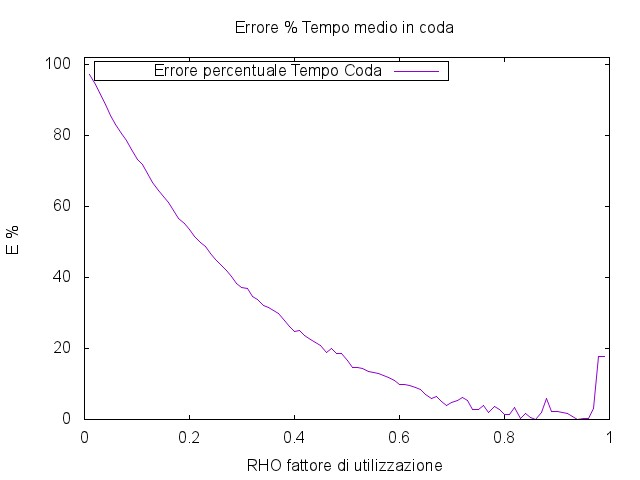 Errore % Tempo medio in coda
Errore percentuale Tempo Coda
E %
100
80
60
40
20
0
0 0.2 0.4 0.6 0.8 1
RHO fattore di utilizzazione